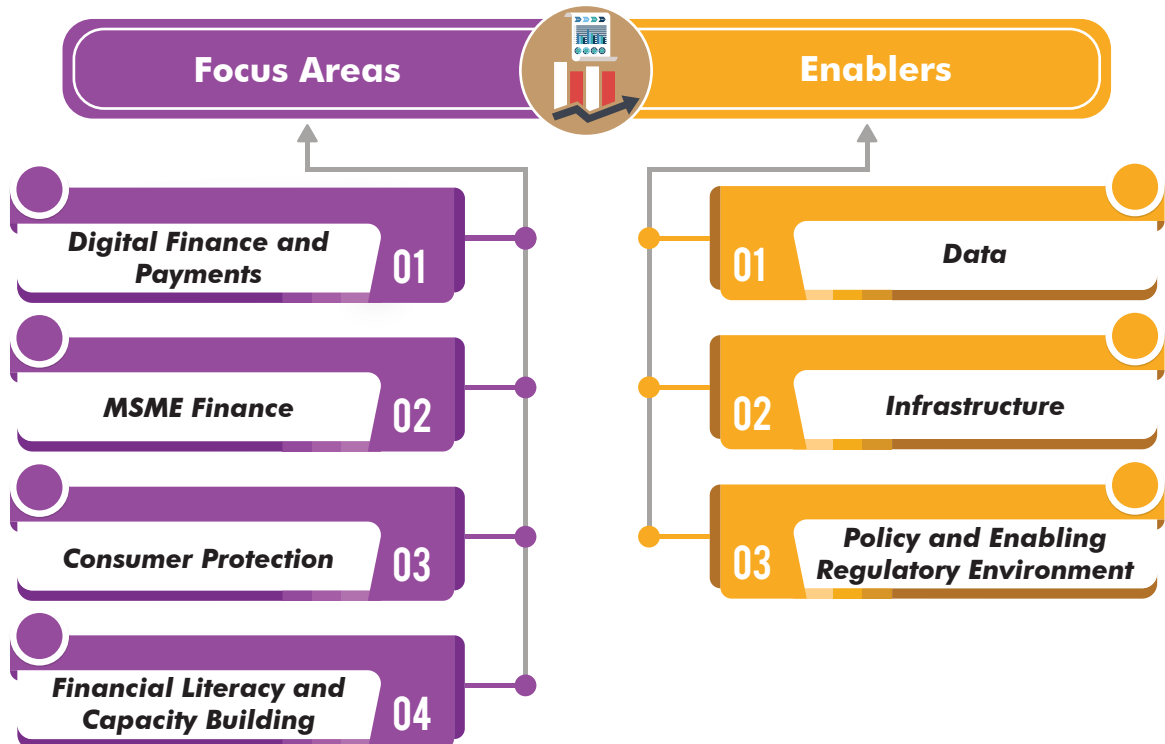 Focus Areas
Enablers
Digital Finance and
Payments
01
MSME Finance
02
Consumer Protection
03
Financial Literacy and
Capacity Building
04
01
Data
02
Infrastructure
03
Policy and Enabling
Regulatory Environment